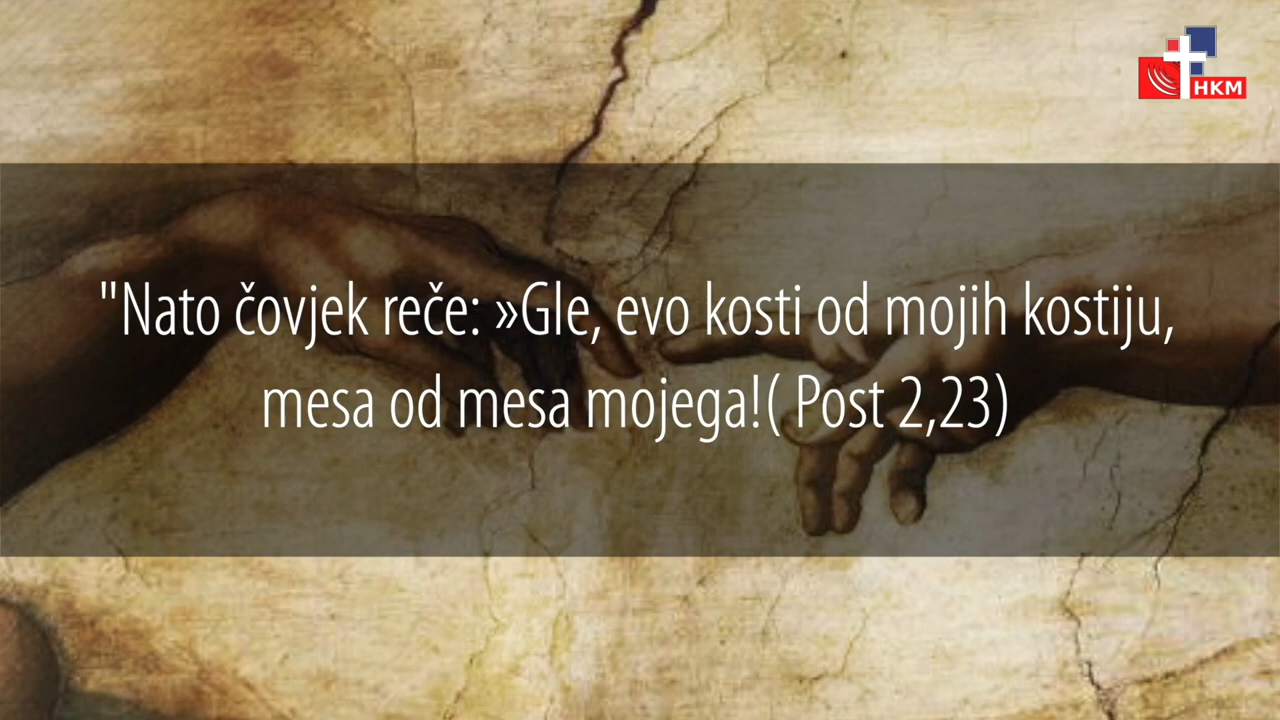 HKM
"Nato čovjek reče: »Gle, evo kosti od mojih kostiju,
mesa od mesa mojega!( Post 2,23)